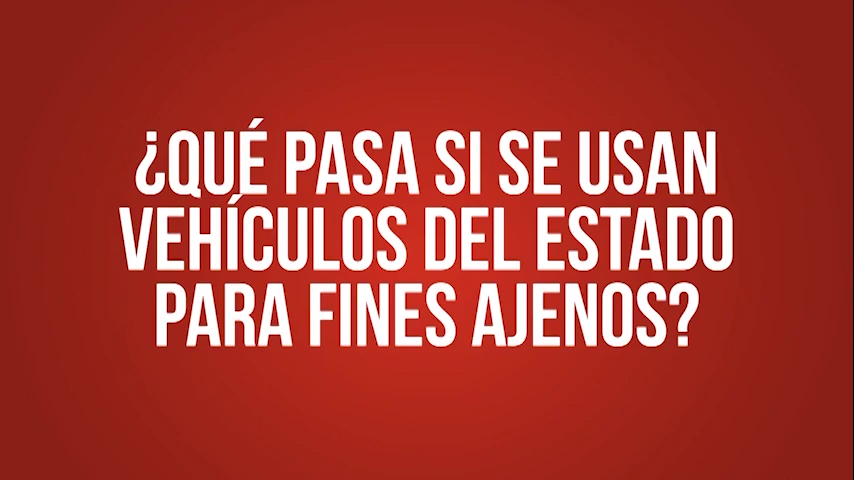 ¿QUÉ PASA SI SE USAN
VEHÍCULOS DEL ESTADO
PARA FINES AJENOS?